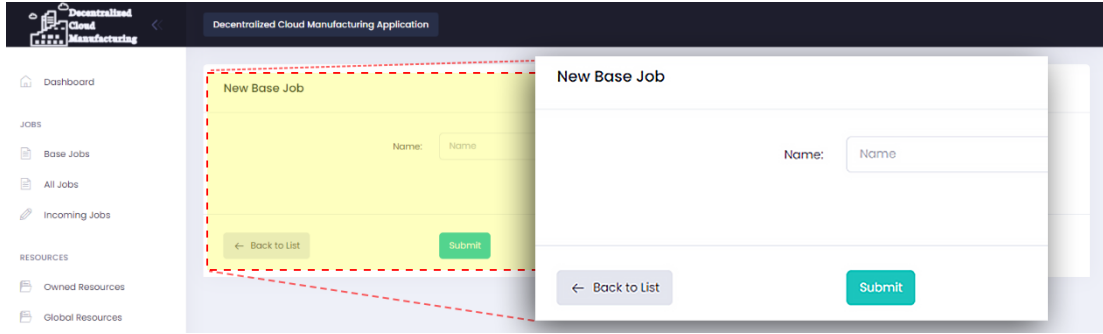 Decentralized
Cloud
Manufacturing
Decentralized Cloud Manufacturing Application
Dashboard
JOBS
Base Jobs
All Jobs
Incoming Jobs
RESOURCES
Owned Resources
Global Resources
New Base Job
Name: Name
← Back to List Submit
New Base Job
Name: Name
← Back to List Submit